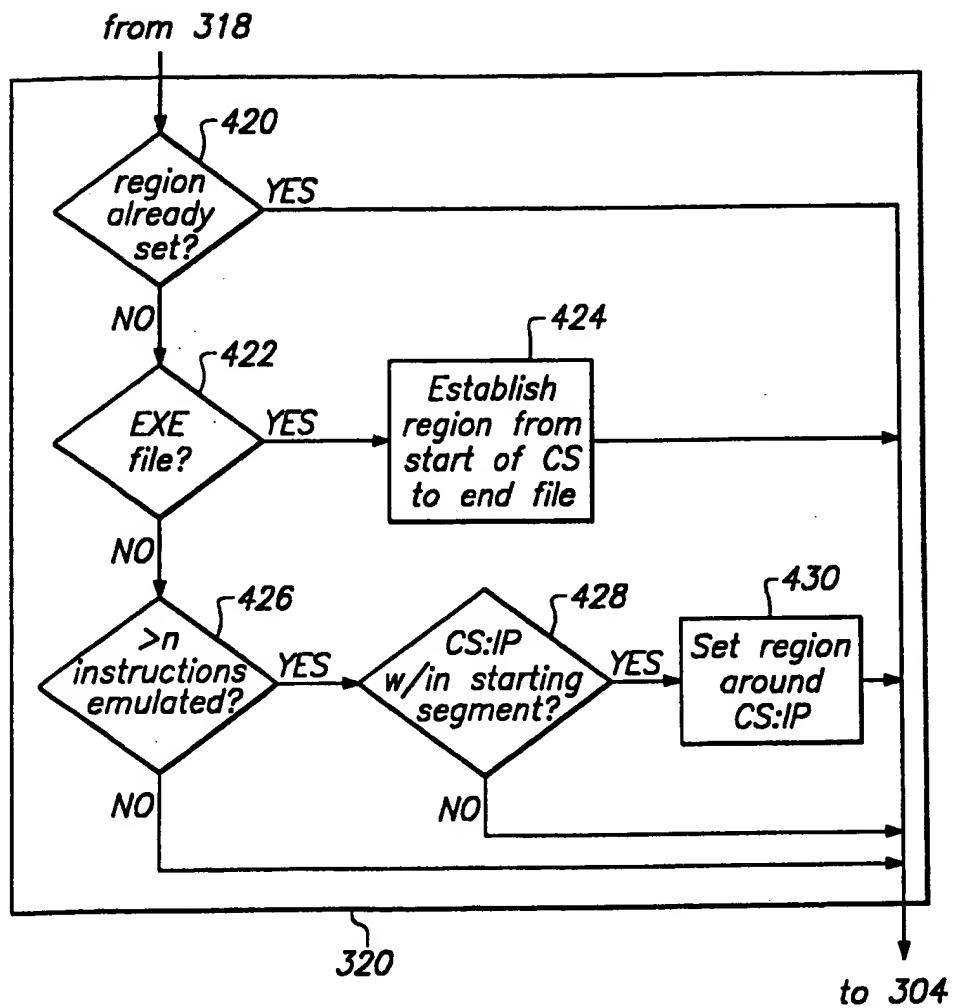 from 318
420
region
already
set?
YES
NO
422
EXE
file?
YES
424
Establish
region from
start of CS
to end file
NO
426
>n
instructions
emulated?
YES
428
CS:IP
w/in starting
segment?
YES
430
Set region
around
CS:IP
NO
NO
320
to 304